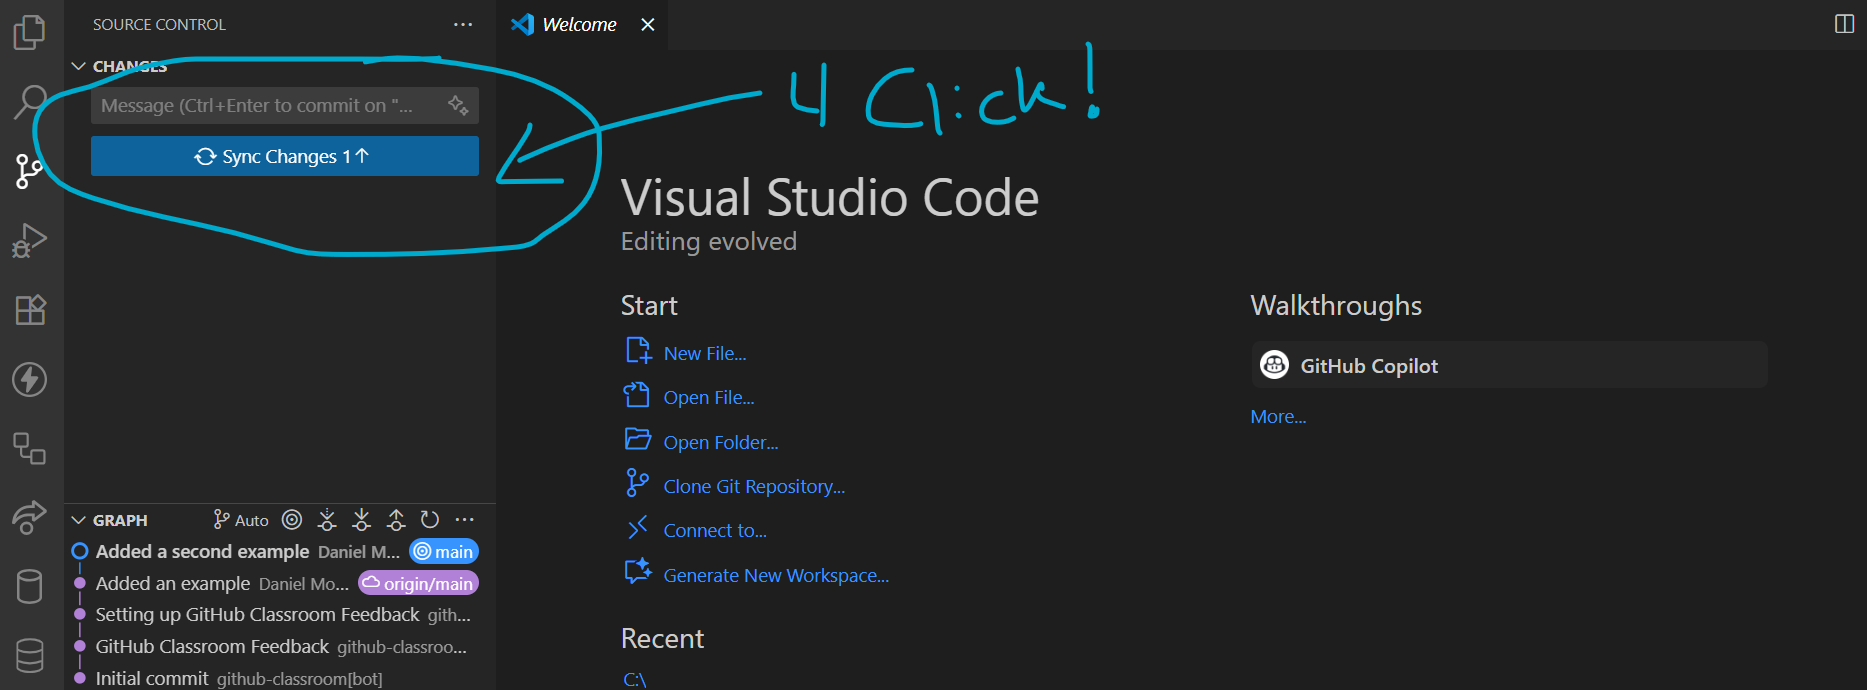 SOURCE CONTROL
Welcome
CHANGES
Message (Ctrl+Enter to commit on "...
Sync Changes 1↑
4 Click!
Visual Studio Code
Editing evolved
Start
New File...
Open File...
Open Folder...
Clone Git Repository...
Connect to...
Generate New Workspace...
Recent
C:\
Walkthroughs
GitHub Copilot
More...
GRAPH Auto
Added a second example Daniel M... main
Added an example Daniel Mo... origin/main
Setting up GitHub Classroom Feedback gith...
GitHub Classroom Feedback github-classroo...
Initial commit github-classroom[bot]